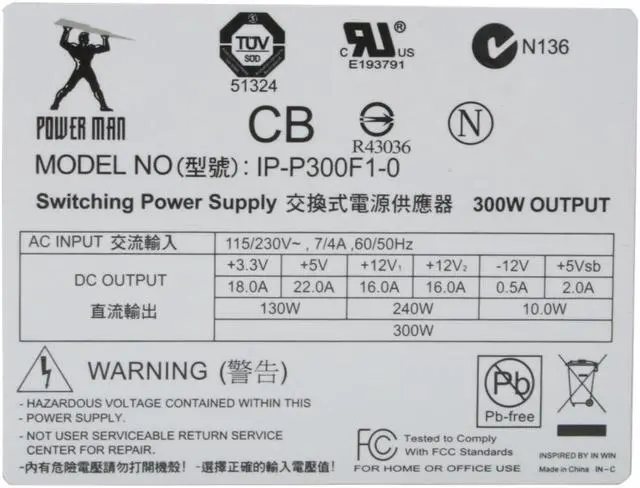 POWER MAN
TÜV
SÜD
51324
C RU US
E193791
N136
CB
R43036
N
MODEL NO(型號): IP-P300F1-0
Switching Power Supply 交換式電源供應器 300W OUTPUT
AC INPUT 交流輸入 115/230V~ , 7/4A ,60/50Hz
DC OUTPUT 直流輸出
+3.3V +5V +12V₁ +12V₂ -12V +5Vsb
18.0A 22.0A 16.0A 16.0A 0.5A 2.0A
130W 240W 10.0W
300W
WARNING (警告)
- HAZARDOUS VOLTAGE CONTAINED WITHIN THIS
- POWER SUPPLY.
- NOT USER SERVICEABLE RETURN SERVICE
CENTER FOR REPAIR.
-內有危險電壓請勿打開機殼! -選擇正確的輸入電壓值!
Pb
Pb-free
FC Tested to Comply
With FCC Standards
FOR HOME OR OFFICE USE
INSPIRED BY IN WIN
Made in China IN-C